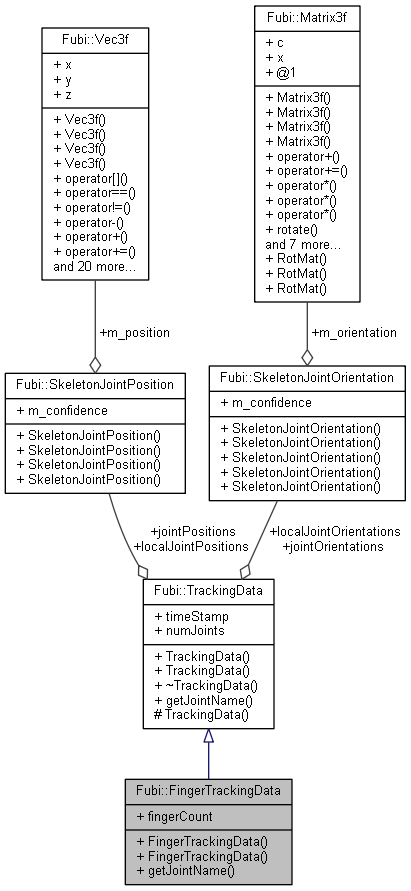 Fubi::Vec3f
+ x
+ y
+ z
+ Vec3f()
+ Vec3f()
+ Vec3f()
+ Vec3f()
+ operator[]()
+ operator==()
+ operator!=()
+ operator-()
+ operator+()
+ operator+=()
and 20 more...
Fubi::Matrix3f
+ c
+ x
+ @1
+ Matrix3f()
+ Matrix3f()
+ Matrix3f()
+ Matrix3f()
+ operator+()
+ operator+=()
+ operator*()
+ operator*()
+ operator*()
+ rotate()
and 7 more...
+ RotMat()
+ RotMat()
+ RotMat()
+m_position
+m_orientation
Fubi::SkeletonJointPosition
+ m_confidence
+ SkeletonJointPosition()
+ SkeletonJointPosition()
+ SkeletonJointPosition()
+ SkeletonJointPosition()
Fubi::SkeletonJointOrientation
+ m_confidence
+ SkeletonJointOrientation()
+ SkeletonJointOrientation()
+ SkeletonJointOrientation()
+ SkeletonJointOrientation()
+ SkeletonJointOrientation()
+jointPositions
+localJointPositions
+localJointOrientations
+jointOrientations
Fubi::TrackingData
+ timeStamp
+ numJoints
+ TrackingData()
+ TrackingData()
+ ~TrackingData()
+ getJointName()
# TrackingData()
Fubi::FingerTrackingData
+ fingerCount
+ FingerTrackingData()
+ FingerTrackingData()
+ getJointName()